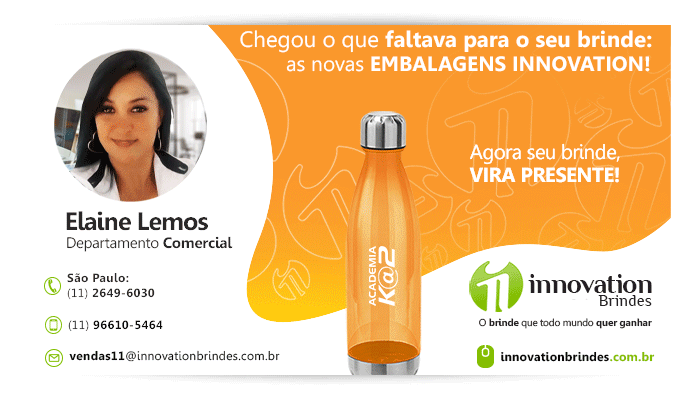 Chegou o que faltava para o seu brinde:
as novas EMBALAGENS INNOVATION!
Agora seu brinde,
VIRA PRESENTE!
Elaine Lemos
Departamento Comercial
São Paulo:
(11) 2649-6030
(11) 96610-5464
vendas11@innovationbrindes.com.br
ACADEMIA
K@2
innovation
Brindes
O brinde que todo mundo quer ganhar
innovationbrindes.com.br